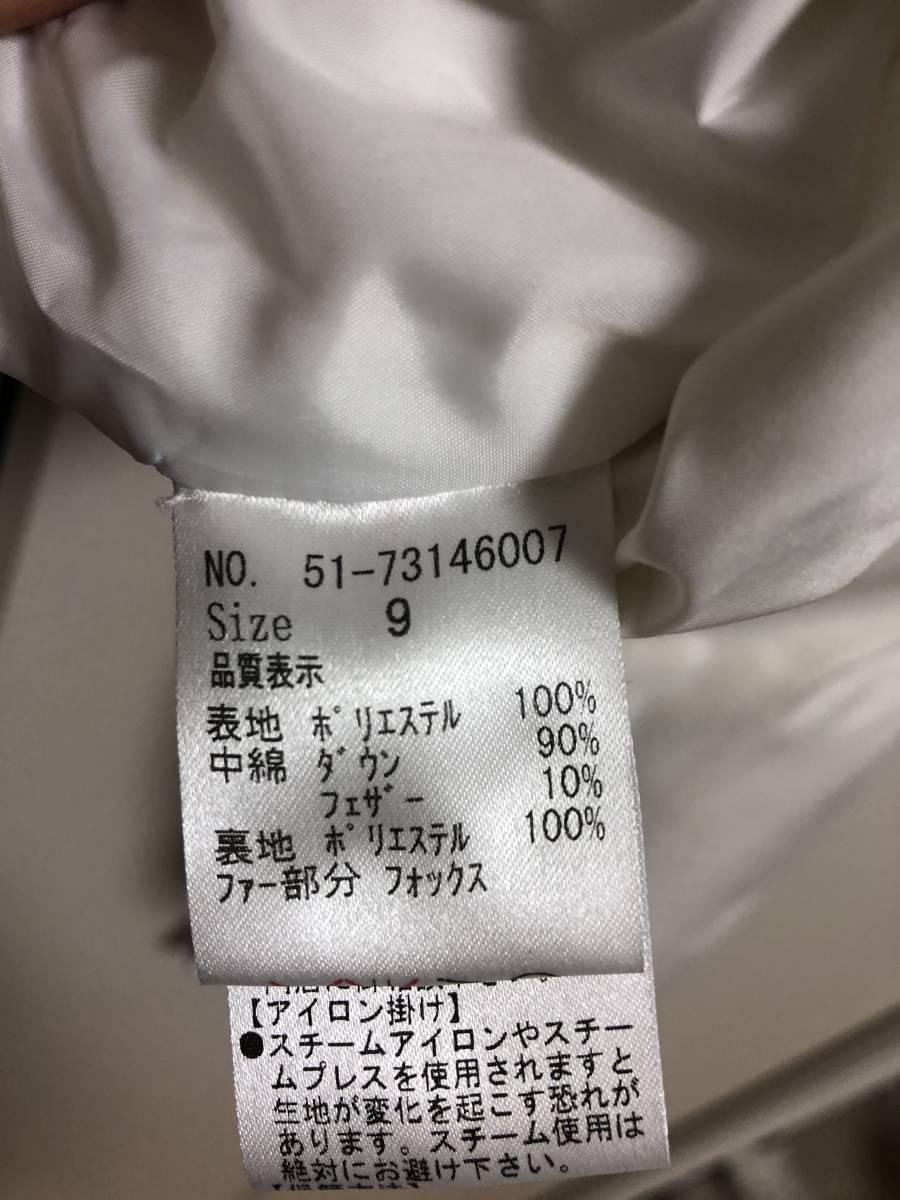 NO. 51-73146007
Size 9
品質表示
表地 ポリエステル 100%
中綿 ダウン 90%
フェザー 10%
裏地 ポリエステル 100%
ファー部分 フォックス
【アイロン掛け】
●スチームアイロンやスチー
ムプレスを使用されますと
生地が変化を起こす恐れが
あります。スチーム使用は
絶対にお避け下さい。